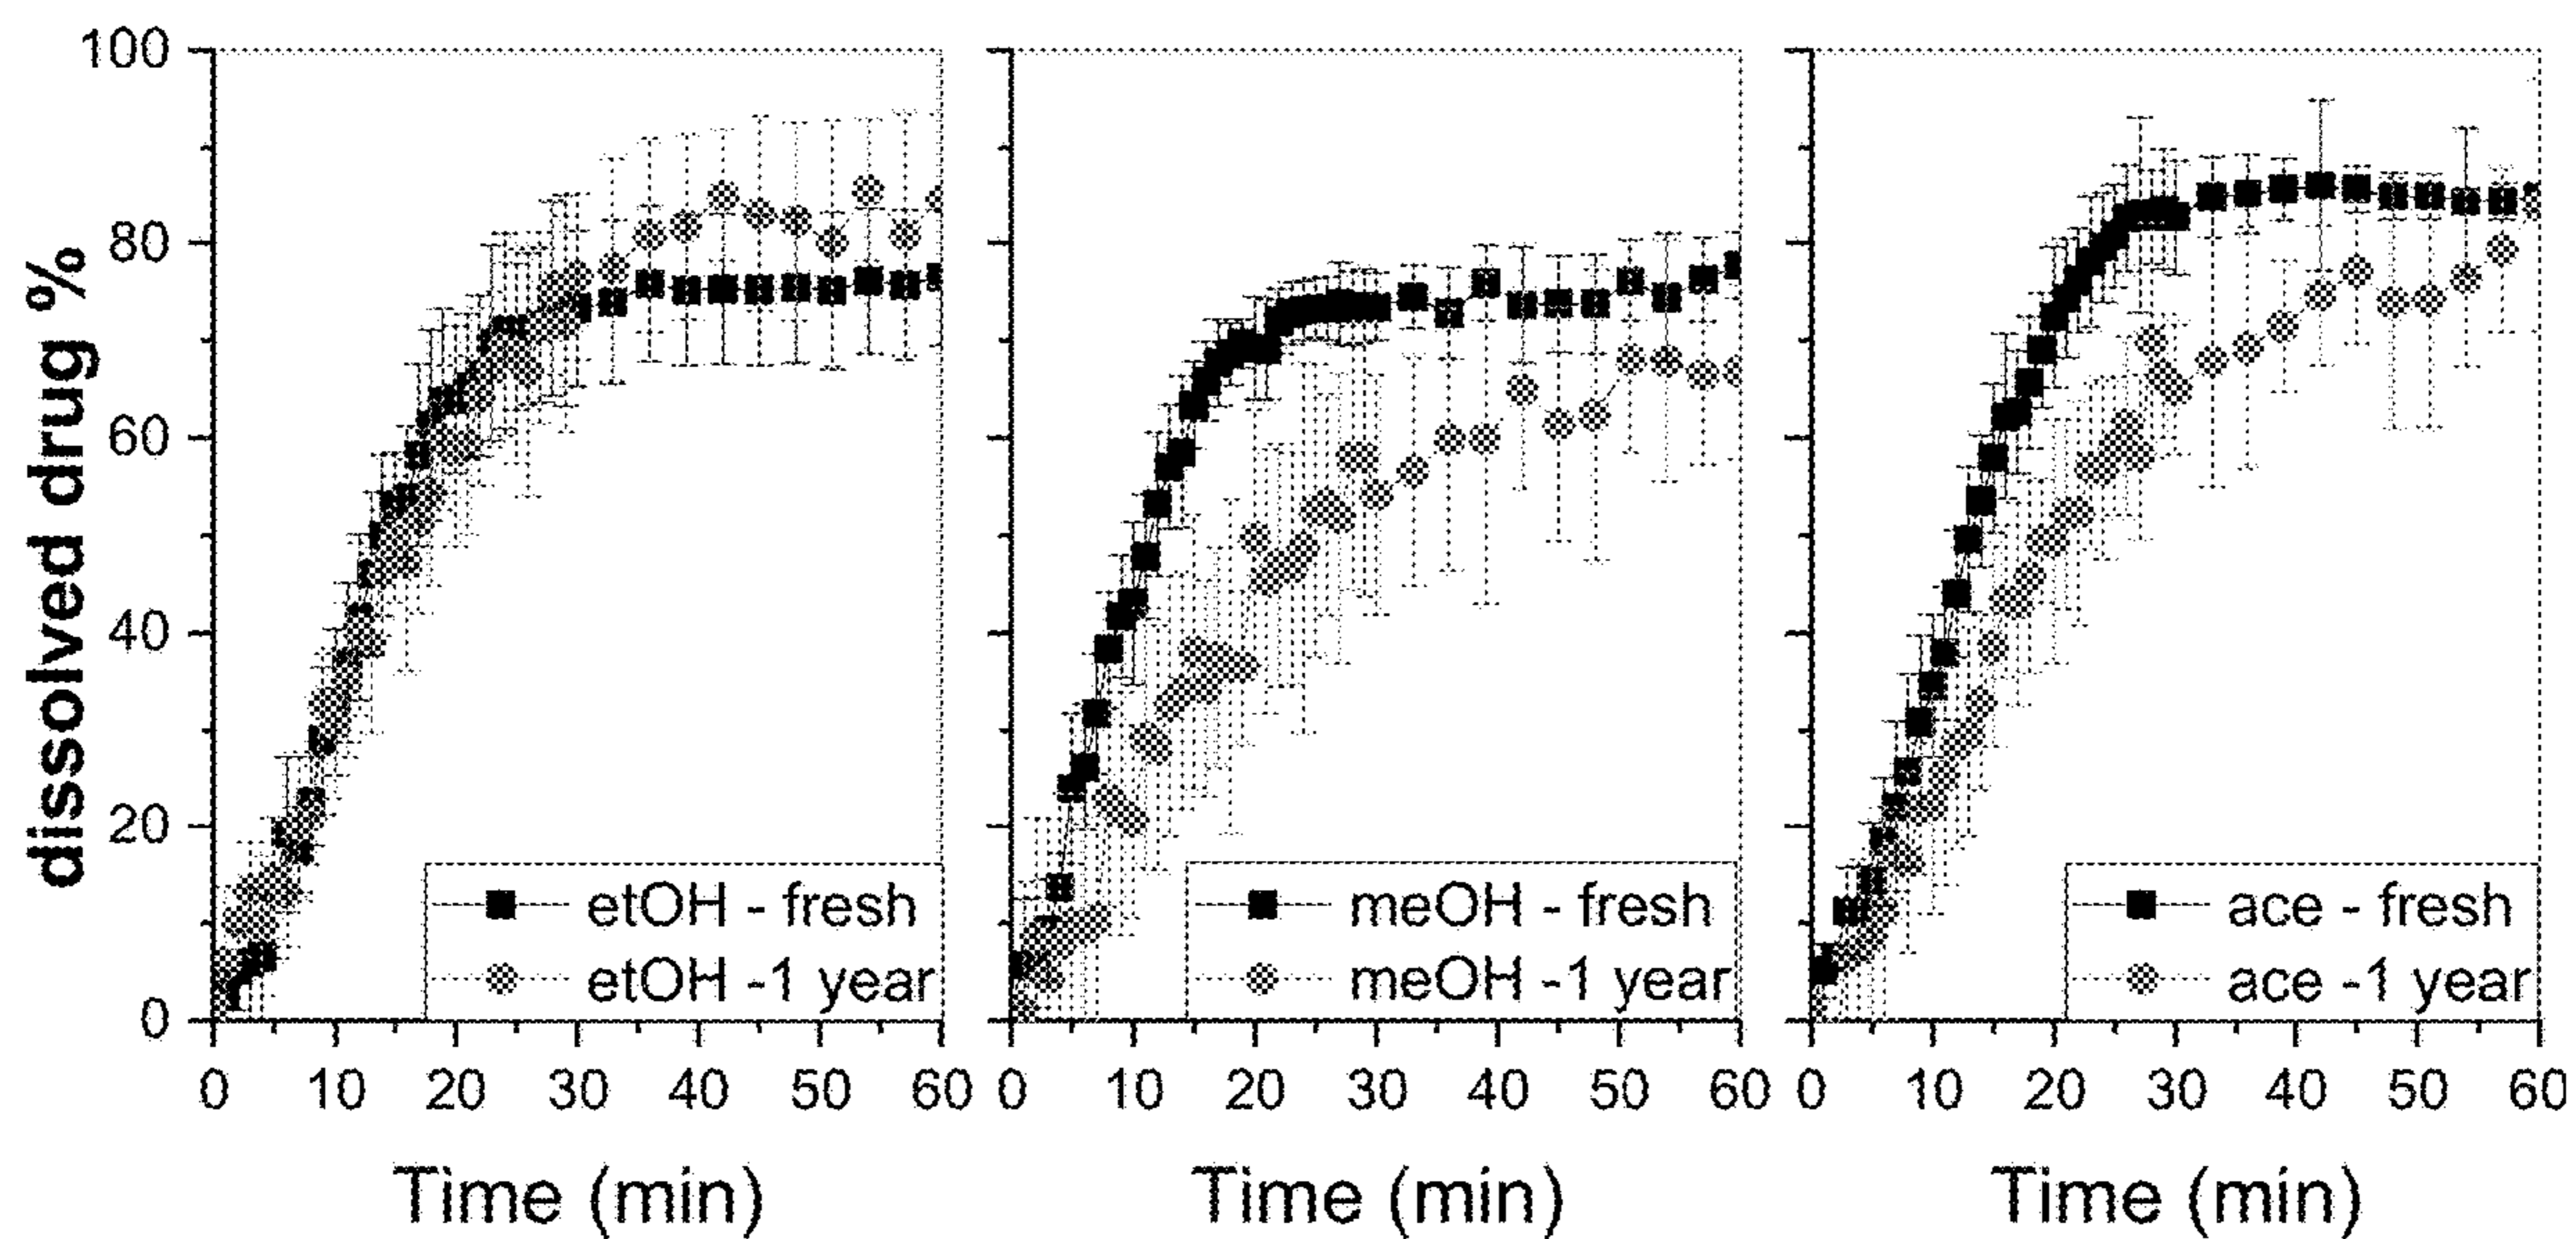 dissolved drug %
100
80
60
40
20
0
etOH - fresh
etOH -1 year
meOH - fresh
meOH -1 year
ace - fresh
ace -1 year
0 10 20 30 40 50 60
0 10 20 30 40 50 60
0 10 20 30 40 50 60
Time (min)
Time (min)
Time (min)